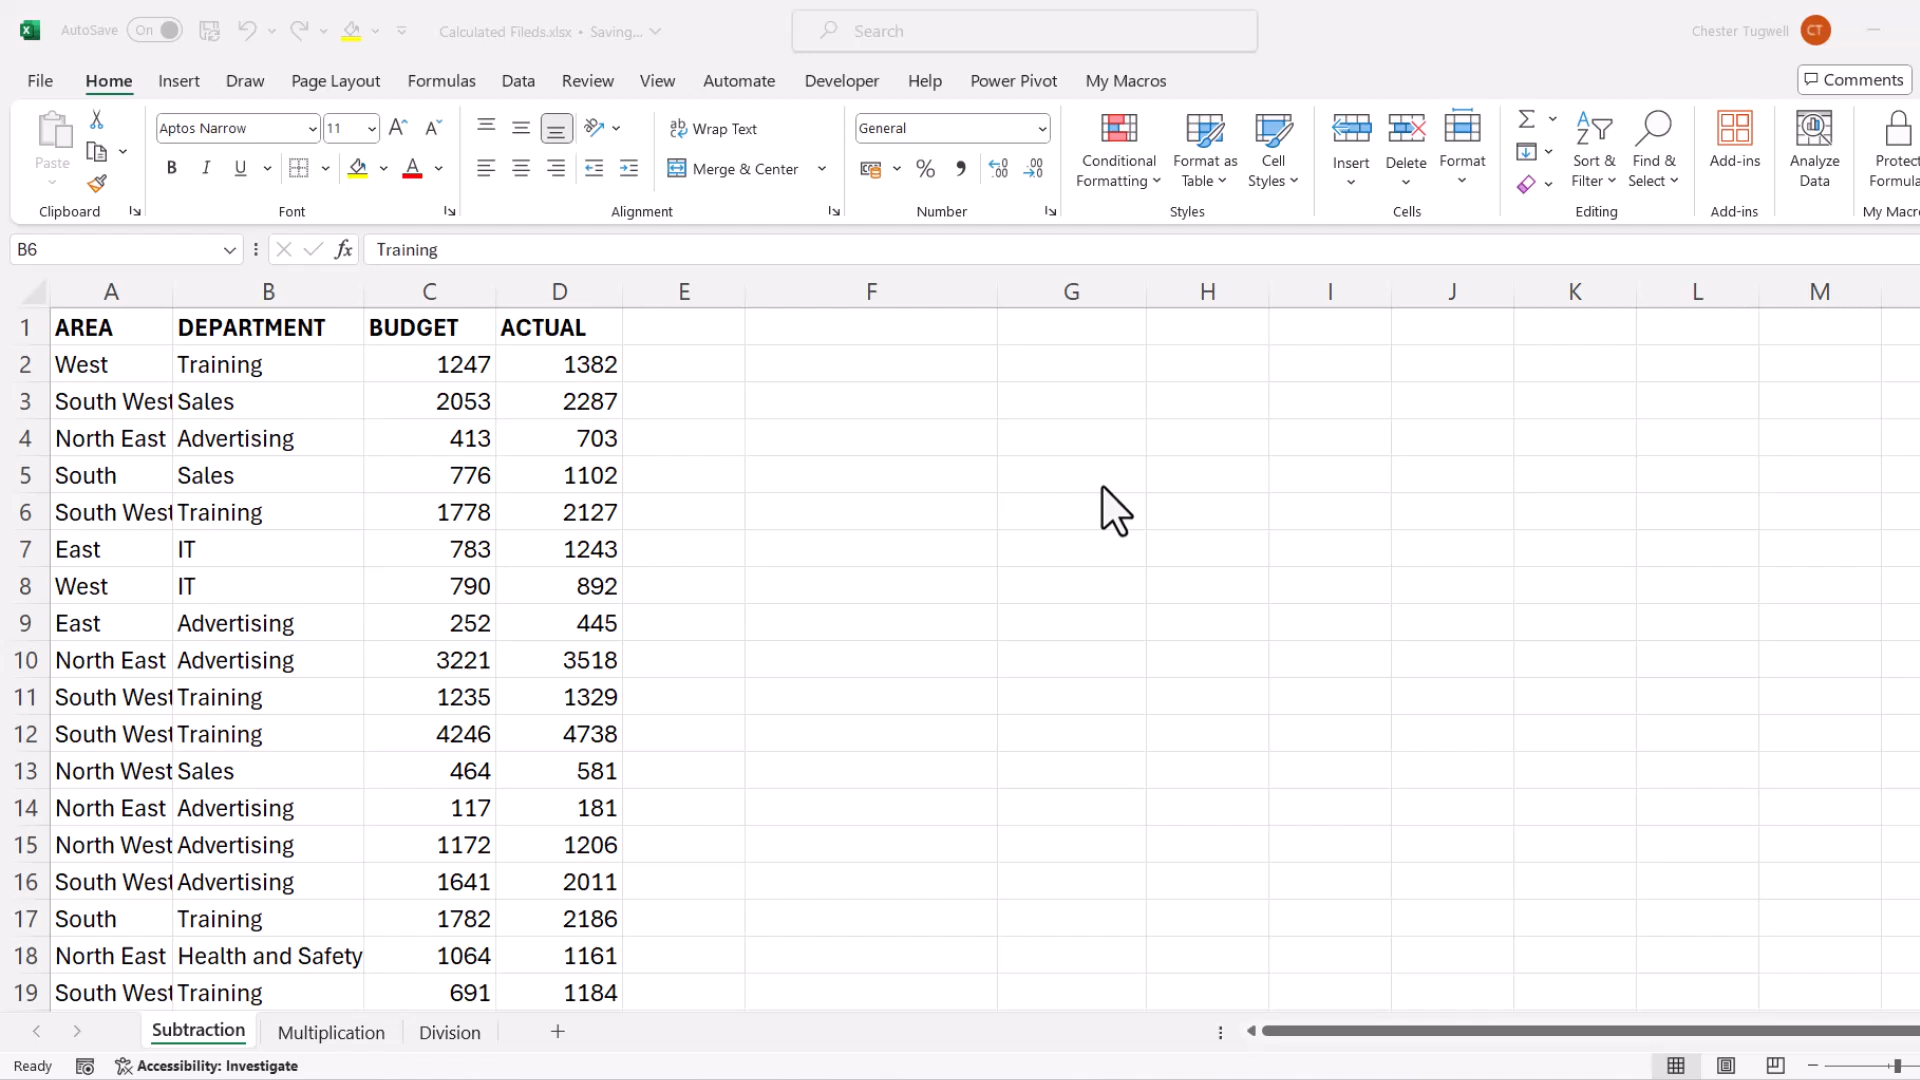 AutoSave On Calculated Fileds.xlsx • Saving... Search Chester Tugwell CT
File Home Insert Draw Page Layout Formulas Data Review View Automate Developer Help Power Pivot My Macros Comments
Paste Aptos Narrow 11 Wrap Text General Conditional Formatting Format as Table Cell Styles Insert Delete Format Sort & Filter Find & Select Add-ins Analyze Data Protec Formula
B I U Merge & Center
Clipboard Font Alignment Number Styles Cells Editing Add-ins My Macr
B6 fx Training
A B C D E F G H I J K L M
1 AREA DEPARTMENT BUDGET ACTUAL
2 West Training 1247 1382
3 South West Sales 2053 2287
4 North East Advertising 413 703
5 South Sales 776 1102
6 South West Training 1778 2127
7 East IT 783 1243
8 West IT 790 892
9 East Advertising 252 445
10 North East Advertising 3221 3518
11 South West Training 1235 1329
12 South West Training 4246 4738
13 North West Sales 464 581
14 North East Advertising 117 181
15 North West Advertising 1172 1206
16 South West Advertising 1641 2011
17 South Training 1782 2186
18 North East Health and Safety 1064 1161
19 South West Training 691 1184
Subtraction Multiplication Division
Ready Accessibility: Investigate